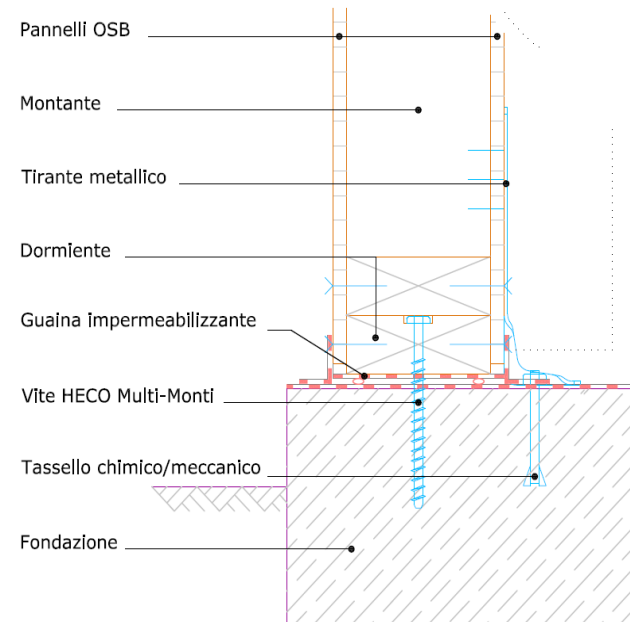 Pannelli OSB
Montante
Tirante metallico
Dormiente
Guaina impermeabilizzante
Vite HECO Multi-Monti
Tassello chimico/meccanico
Fondazione